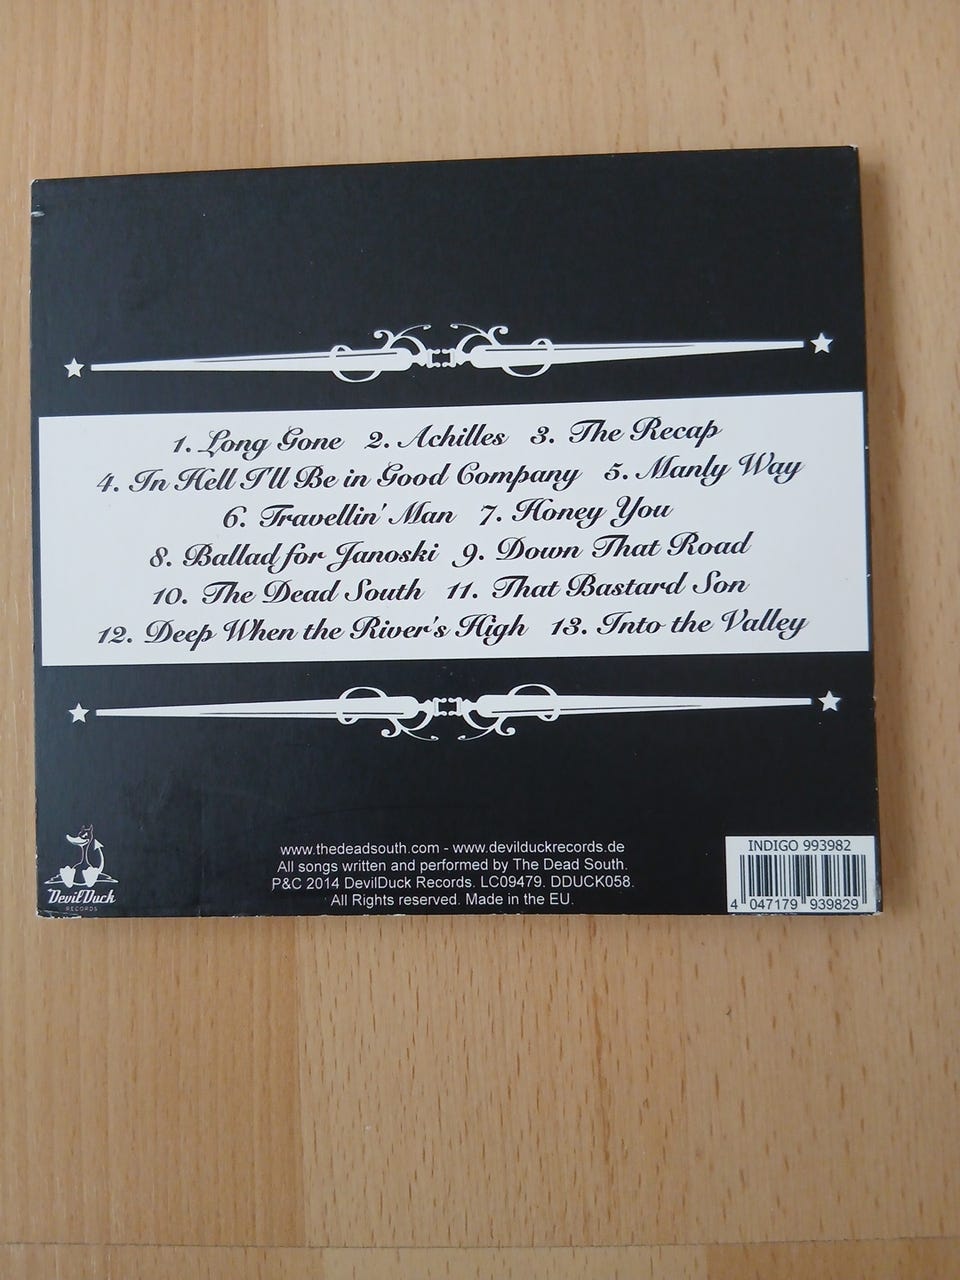 1. Long Gone 2. Achilles 3. The Recap
4. In Hell I'll Be in Good Company 5. Manly Way
6. Travellin' Man 7. Honey You
8. Ballad for Janoski 9. Down That Road
10. The Dead South 11. That Bastard Son
12. Deep When the River's High 13. Into the Valley
www.thedeadsouth.com - www.devilduckrecords.de
All songs written and performed by The Dead South.
P&C 2014 DevilDuck Records. LC09479. DDUCK058.
All Rights reserved. Made in the EU.
DevilDuck
RECORDS
INDIGO 993982
4 047179 939829